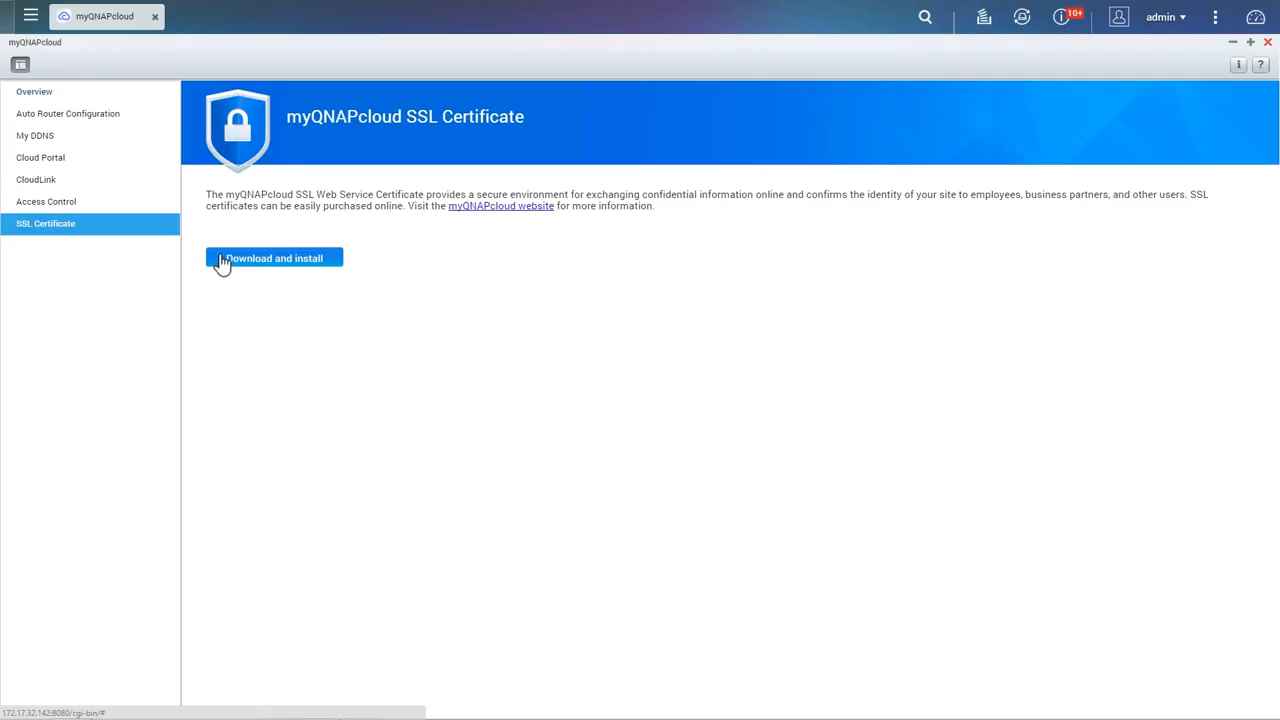 myQNAPcloud
10+
admin
myQNAPcloud
Overview
Auto Router Configuration
My DDNS
Cloud Portal
CloudLink
Access Control
SSL Certificate
myQNAPcloud SSL Certificate
The myQNAPcloud SSL Web Service Certificate provides a secure environment for exchanging confidential information online and confirms the identity of your site to employees, business partners, and other users. SSL
certificates can be easily purchased online. Visit the myQNAPcloud website for more information.
Download and install
172.17.32.142:8080/cgi-bin/#